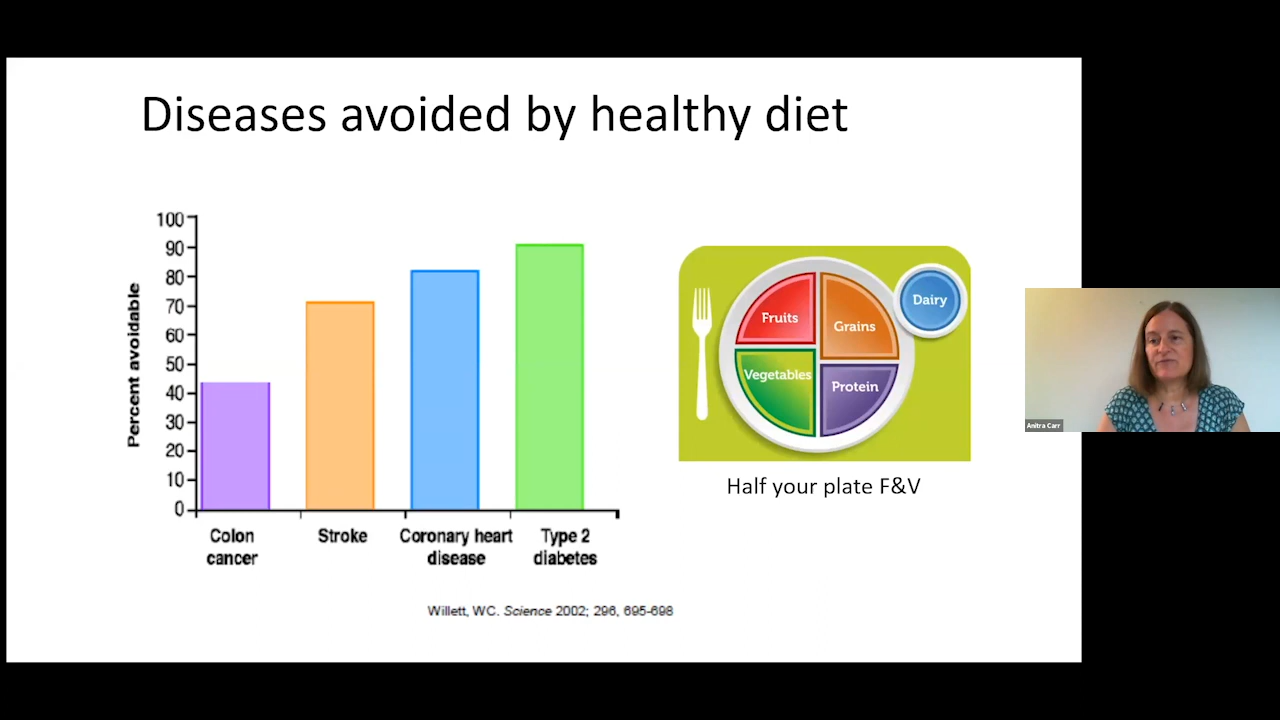 Diseases avoided by healthy diet
Percent avoidable
100
90
80
70
60
50
40
30
20
10
0
Colon
cancer
Stroke
Coronary heart
disease
Type 2
diabetes
Fruits
Grains
Vegetables
Protein
Dairy
Half your plate F&V
Willett, WC. Science 2002; 296, 695-698
Anitra Carr